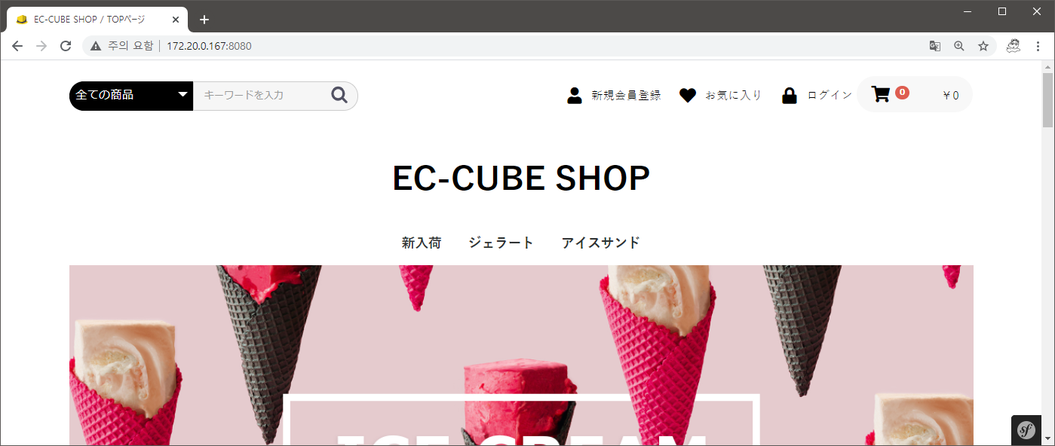 EC-CUBE SHOP / TOPページ
주의 요함 | 172.20.0.167:8080
全ての商品 キーワードを入力 新規会員登録 お気に入り ログイン 0 ￥0
EC-CUBE SHOP
新入荷 ジェラート アイスサンド
ICE CREAM
sf